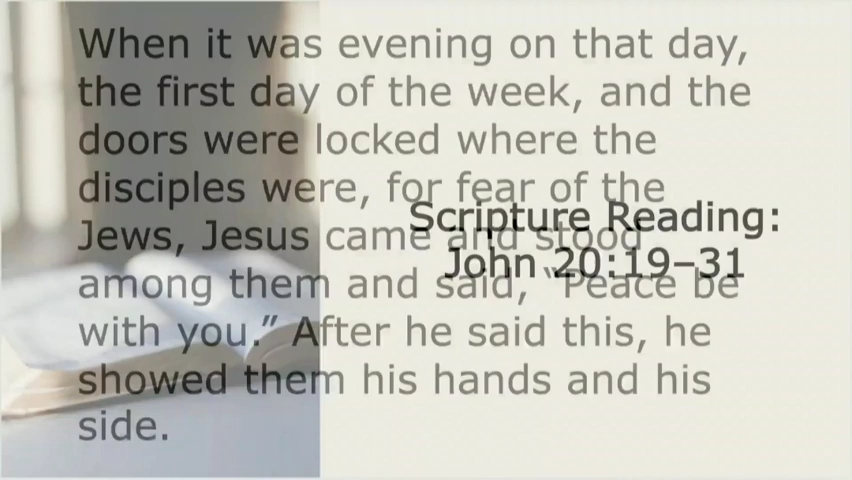 When it was evening on that day,
the first day of the week, and the
doors were locked where the
disciples were, for fear of the
Jews, Jesus came and stood
among them and said, “Peace be
with you.” After he said this, he
showed them his hands and his
side.
Scripture Reading:
John 20:19–31